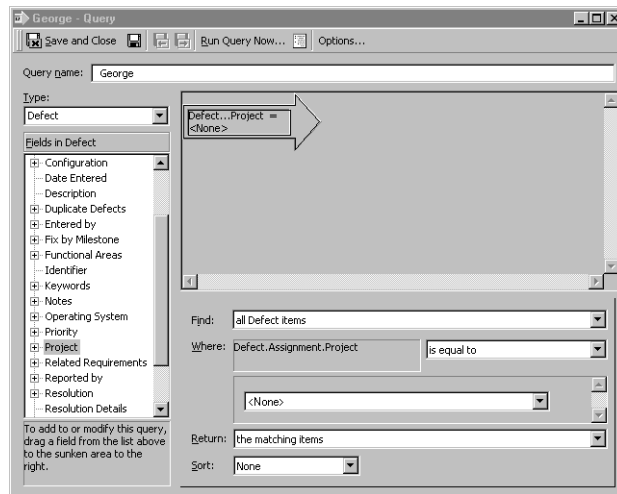 George - Query
Save and Close Run Query Now... Options...
Query name: George
Type:
Defect
Fields in Defect
Configuration
Date Entered
Description
Duplicate Defects
Entered by
Fix by Milestone
Functional Areas
Identifier
Keywords
Notes
Operating System
Priority
Project
Related Requirements
Reported by
Resolution
Resolution Details
To add to or modify this query,
drag a field from the list above
to the sunken area to the
right.
Defect...Project =
<None>
Find: all Defect items
Where: Defect.Assignment.Project is equal to
<None>
Return: the matching items
Sort: None